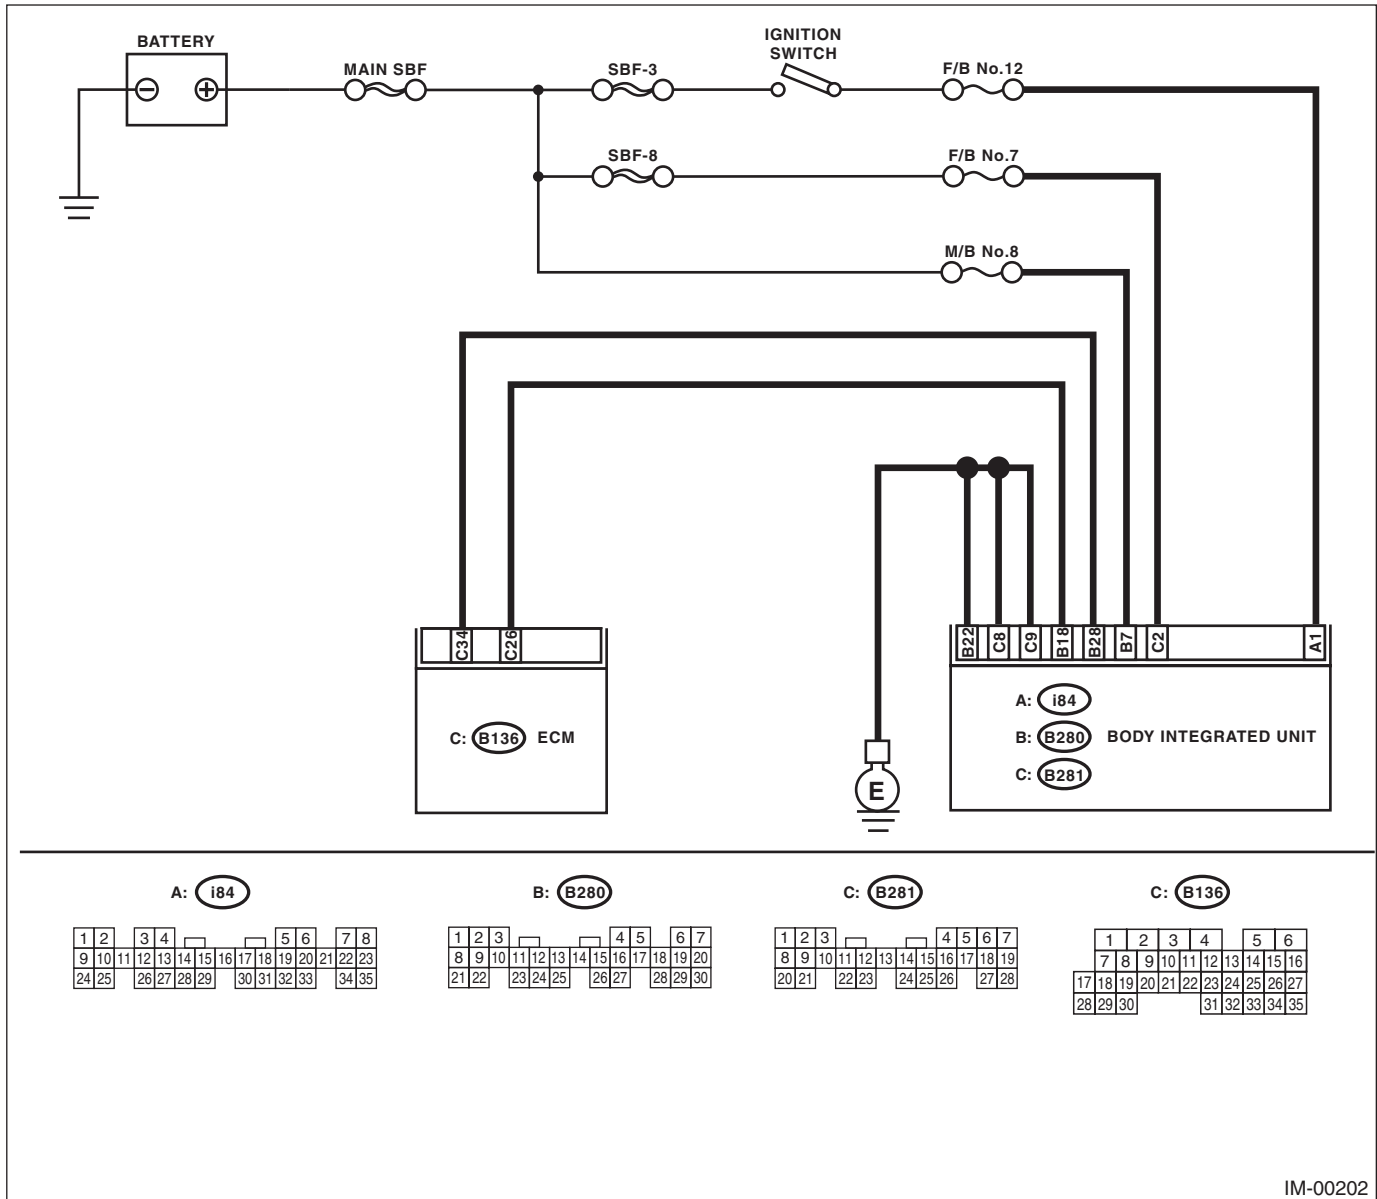 BATTERY
MAIN SBF
SBF-3
IGNITION
SWITCH
F/B No.12
SBF-8
F/B No.7
M/B No.8
C34
C26
B22
C8
C9
B18
B28
B7
C2
A1
C: B136 ECM
A: i84
B: B280 BODY INTEGRATED UNIT
C: B281
E
A: i84
1 2 3 4 5 6 7 8
9 10 11 12 13 14 15 16 17 18 19 20 21 22 23
24 25 26 27 28 29 30 31 32 33 34 35
B: B280
1 2 3 4 5 6 7
8 9 10 11 12 13 14 15 16 17 18 19 20
21 22 23 24 25 26 27 28 29 30
C: B281
1 2 3 4 5 6 7
8 9 10 11 12 13 14 15 16 17 18 19
20 21 22 23 24 25 26 27 28
C: B136
1 2 3 4 5 6
7 8 9 10 11 12 13 14 15 16
17 18 19 20 21 22 23 24 25 26 27
28 29 30 31 32 33 34 35
IM-00202